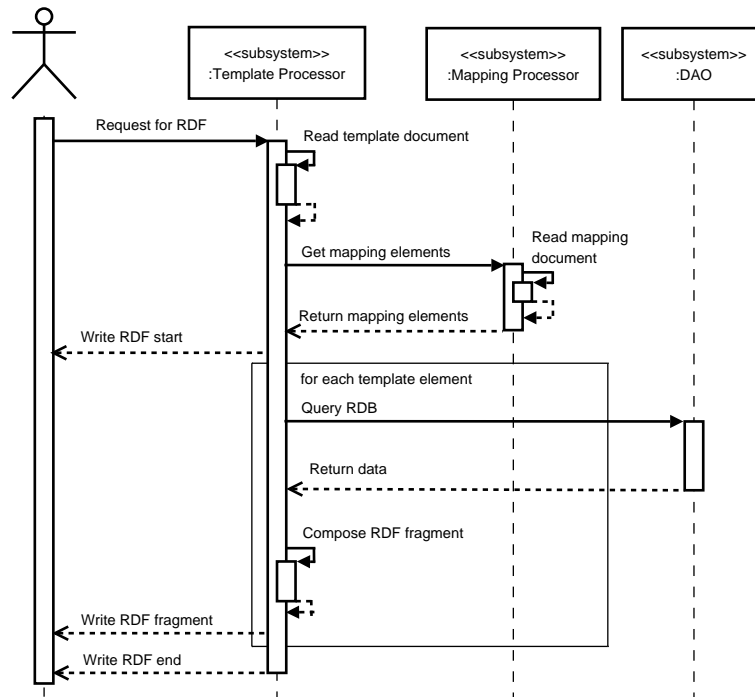 <<subsystem>>
:Template Processor
<<subsystem>>
:Mapping Processor
<<subsystem>>
:DAO
Request for RDF
Read template document
Get mapping elements
Read mapping
document
Return mapping elements
Write RDF start
for each template element
Query RDB
Return data
Compose RDF fragment
Write RDF fragment
Write RDF end